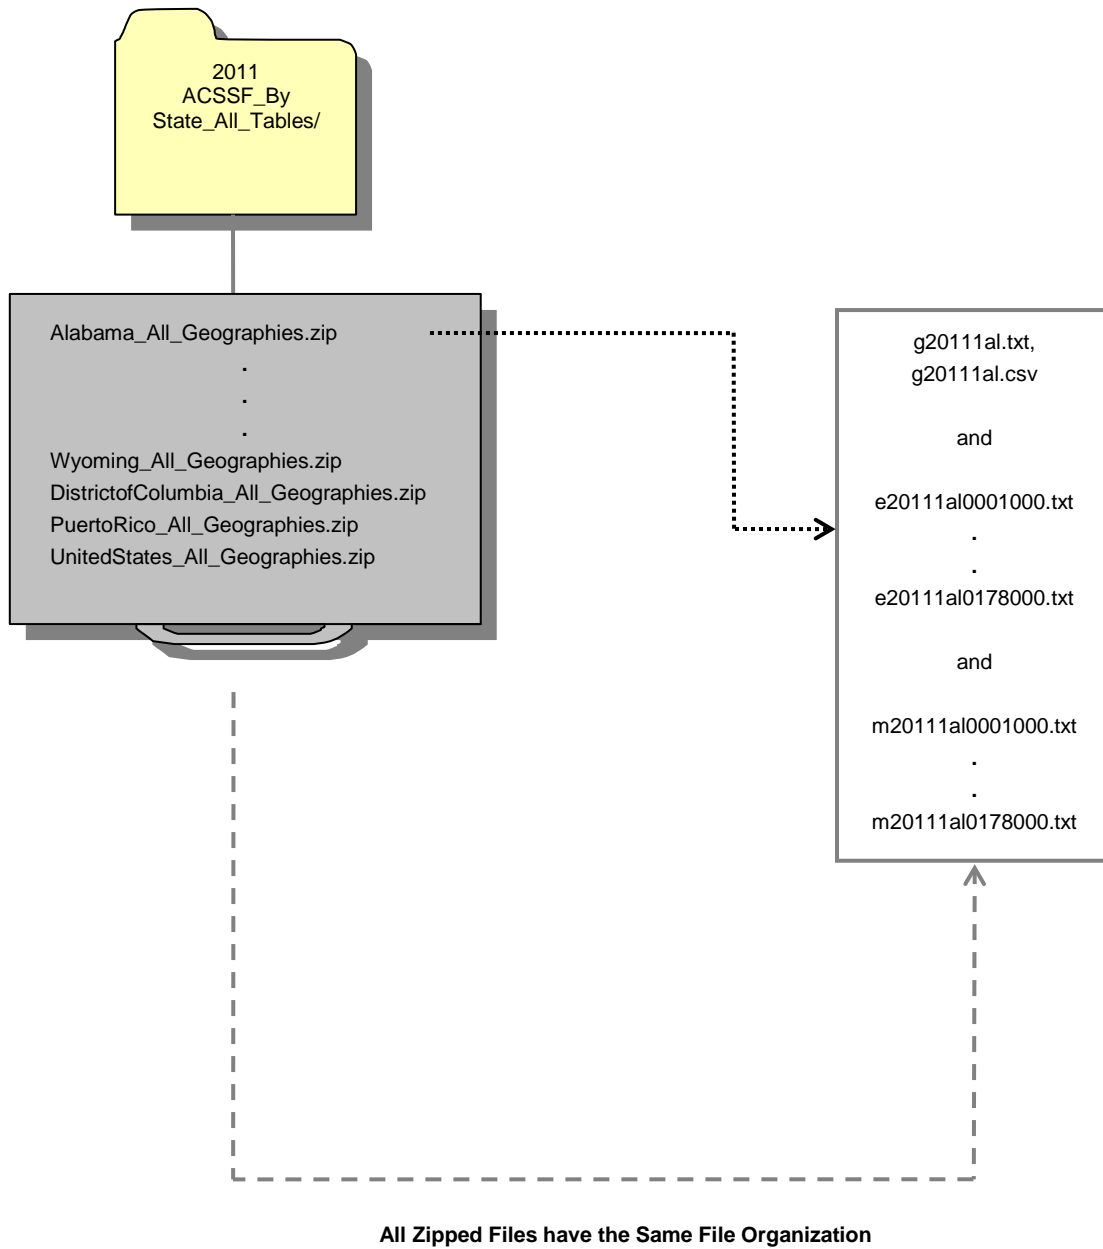 2011
ACSSF_By
State_All_Tables/
Alabama_All_Geographies.zip
.
.
.
Wyoming_All_Geographies.zip
DistrictofColumbia_All_Geographies.zip
PuertoRico_All_Geographies.zip
UnitedStates_All_Geographies.zip
g20111al.txt,
g20111al.csv
and
e20111al0001000.txt
.
.
e20111al0178000.txt
and
m20111al0001000.txt
.
.
m20111al0178000.txt
All Zipped Files have the Same File Organization